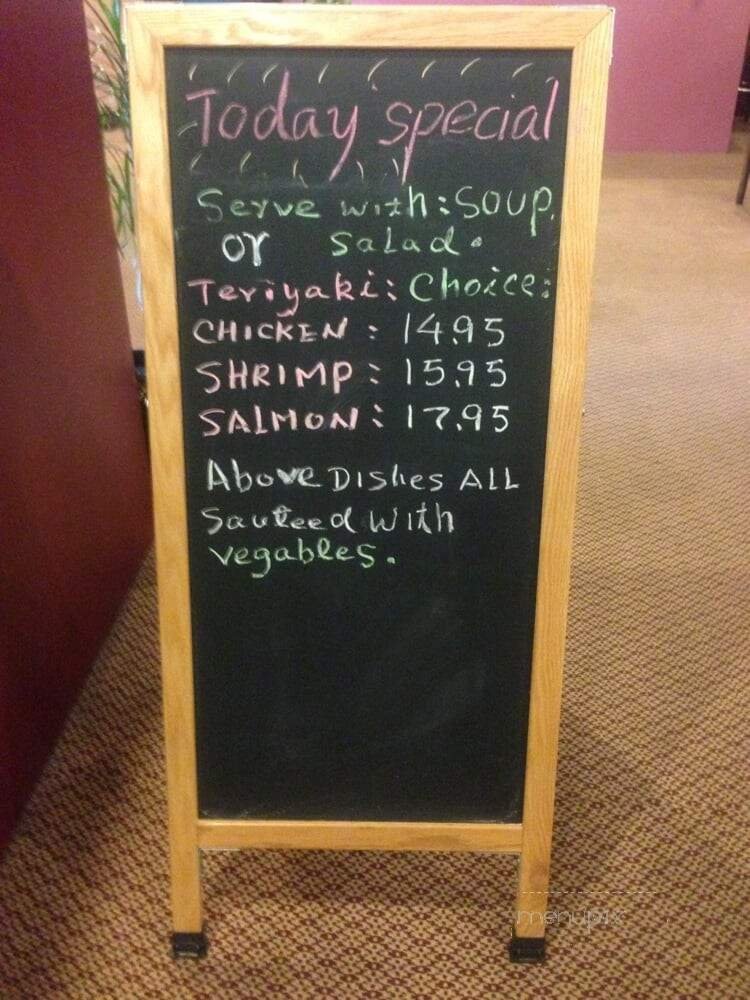 Today special
Serve with: SOUP.
or salad.
Teriyaki: Choice:
CHICKEN: 14.95
SHRIMP: 15.95
SALMON: 17.95
Above DISHes ALL
sauteed with
vegables.
menupix